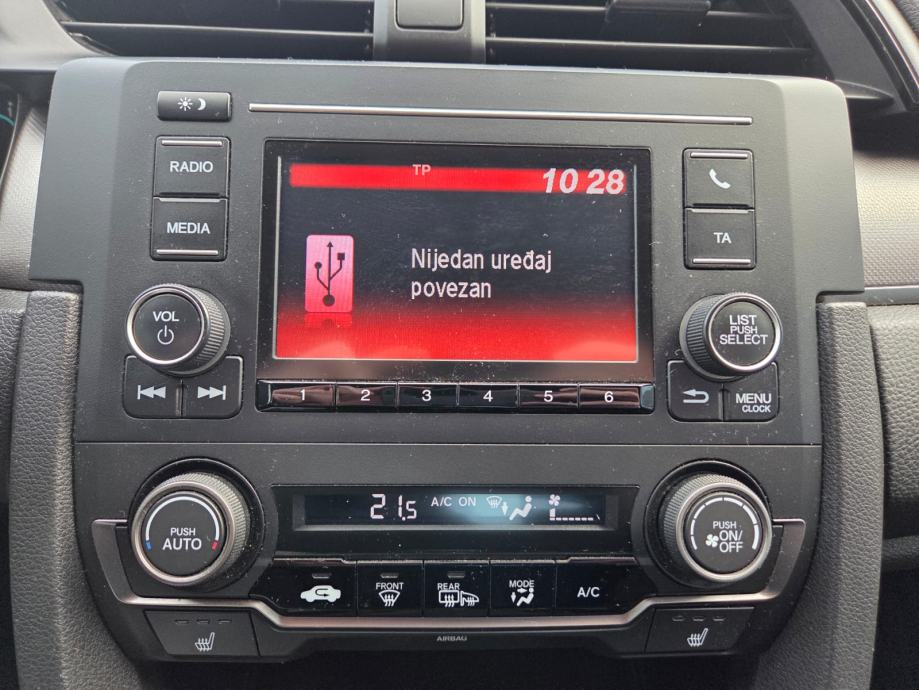 RADIO
MEDIA
VOL
TP
10 28
Nijedan uređaj
povezan
TA
LIST
PUSH
SELECT
1 2 3 4 5 6
MENU
CLOCK
21.5 A/C ON
PUSH
AUTO
PUSH
ON/
OFF
FRONT
REAR
MODE
A/C
AIRBAG